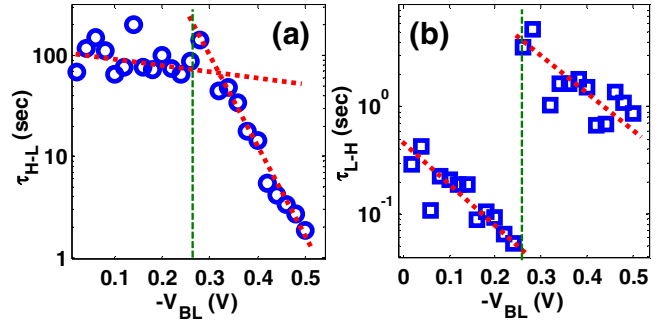 (a)
100
10
1
τH-L (sec)
0.1 0.2 0.3 0.4 0.5
-VBL (V)
(b)
10⁰
10⁻¹
τL-H (sec)
0 0.1 0.2 0.3 0.4 0.5
-VBL (V)